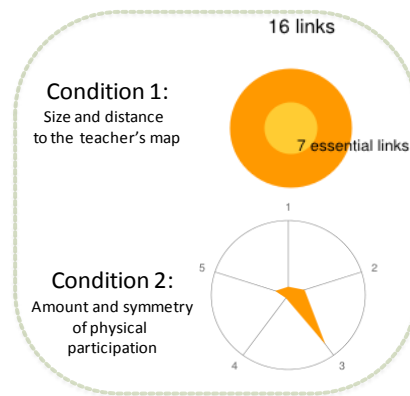 16 links
Condition 1:
Size and distance
to the teacher's map
7 essential links
1
5
2
Condition 2:
Amount and symmetry
of physical
participation
4
3